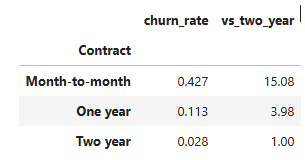 churn_rate vs_two_year
Contract
Month-to-month 0.427 15.08
One year 0.113 3.98
Two year 0.028 1.00